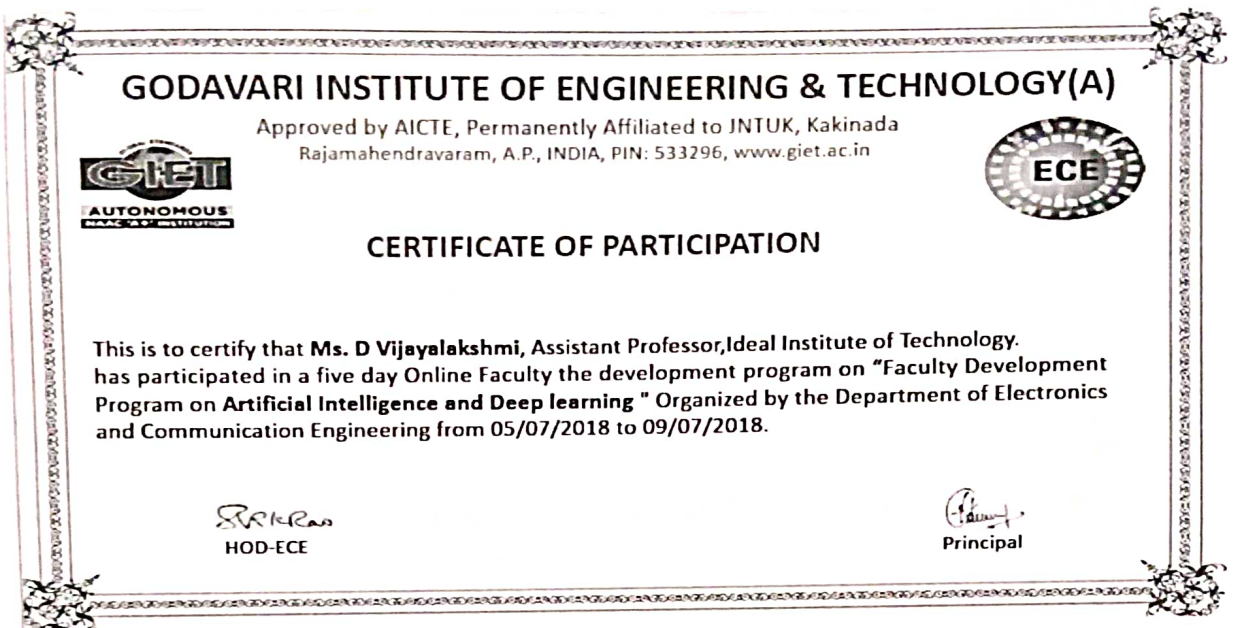 GODAVARI INSTITUTE OF ENGINEERING & TECHNOLOGY(A)
Approved by AICTE, Permanently Affiliated to JNTUK, Kakinada
Rajamahendravaram, A.P., INDIA, PIN: 533296, www.giet.ac.in
GIET
AUTONOMOUS
NAAC "A+" INSTITUTION
ECE
CERTIFICATE OF PARTICIPATION
This is to certify that Ms. D Vijayalakshmi, Assistant Professor,Ideal Institute of Technology.
has participated in a five day Online Faculty the development program on "Faculty Development
Program on Artificial Intelligence and Deep learning " Organized by the Department of Electronics
and Communication Engineering from 05/07/2018 to 09/07/2018.
HOD-ECE
Principal